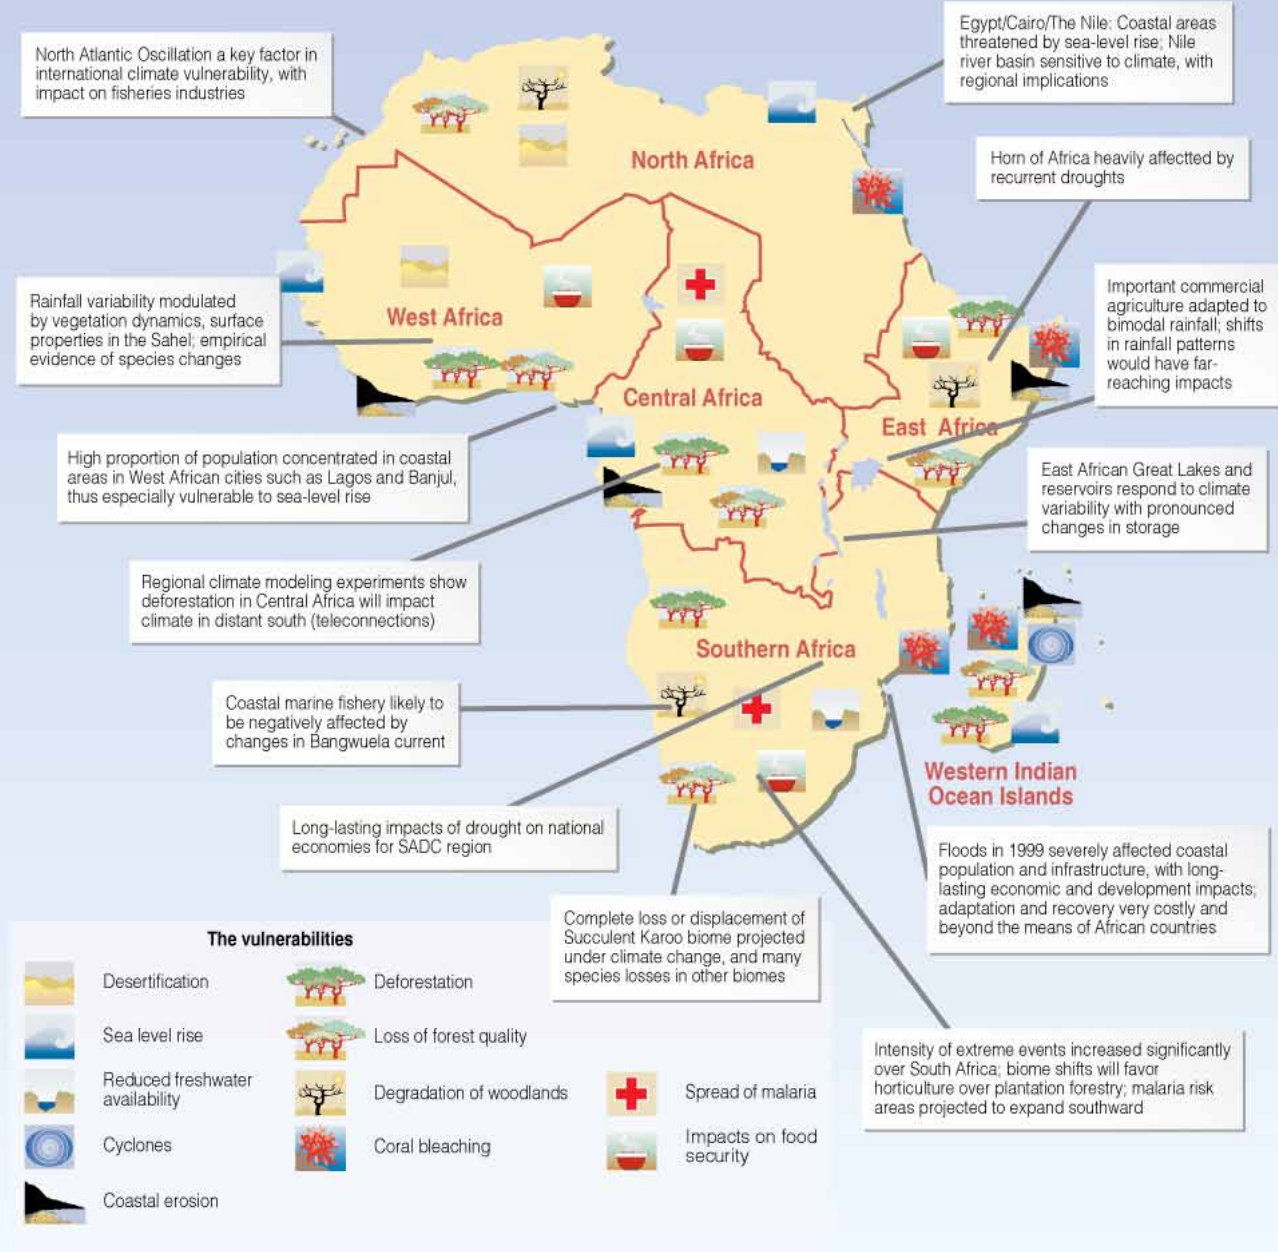 North Atlantic Oscillation a key factor in
international climate vulnerability, with
impact on fisheries industries
Egypt/Cairo/The Nile: Coastal areas
threatened by sea-level rise; Nile
river basin sensitive to climate, with
regional implications
North Africa
Horn of Africa heavily affectted by
recurrent droughts
Rainfall variability modulated
by vegetation dynamics, surface
properties in the Sahel; empirical
evidence of species changes
West Africa
Important commercial
agriculture adapted to
bimodal rainfall; shifts
in rainfall patterns
would have far-
reaching impacts
Central Africa
East Africa
High proportion of population concentrated in coastal
areas in West African cities such as Lagos and Banjul,
thus especially vulnerable to sea-level rise
East African Great Lakes and
reservoirs respond to climate
variability with pronounced
changes in storage
Regional climate modeling experiments show
deforestation in Central Africa will impact
climate in distant south (teleconnections)
Southern Africa
Coastal marine fishery likely to
be negatively affected by
changes in Bangwuela current
Western Indian
Ocean Islands
Long-lasting impacts of drought on national
economies for SADC region
Floods in 1999 severely affected coastal
population and infrastructure, with long-
lasting economic and development impacts;
adaptation and recovery very costly and
beyond the means of African countries
Complete loss or displacement of
Succulent Karoo biome projected
under climate change, and many
species losses in other biomes
Intensity of extreme events increased significantly
over South Africa; biome shifts will favor
horticulture over plantation forestry; malaria risk
areas projected to expand southward
The vulnerabilities
Desertification
Sea level rise
Reduced freshwater
availability
Cyclones
Coastal erosion
Deforestation
Loss of forest quality
Degradation of woodlands
Coral bleaching
Spread of malaria
Impacts on food
security